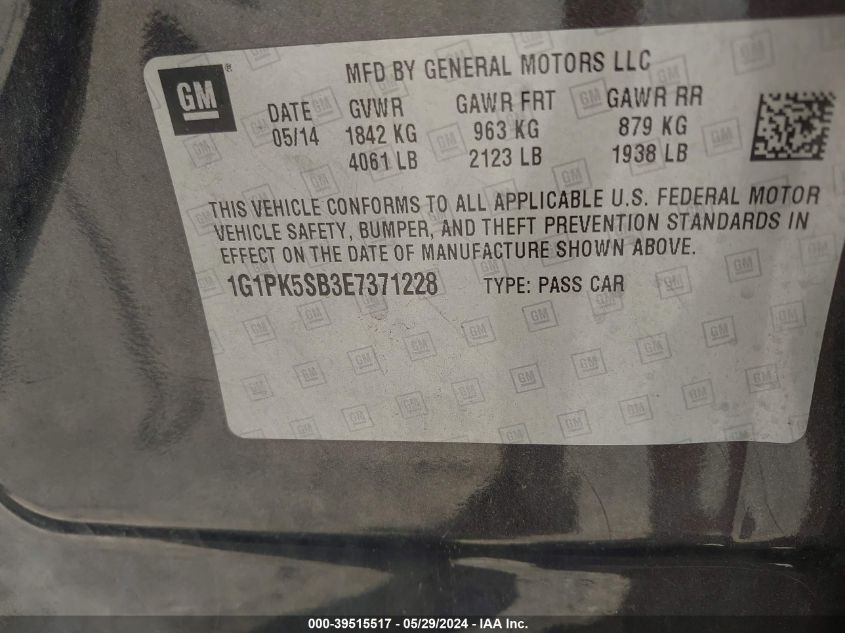 GM®
MFD BY GENERAL MOTORS LLC
DATE GVWR GAWR FRT GAWR RR
05/14 1842 KG 963 KG 879 KG
4061 LB 2123 LB 1938 LB
THIS VEHICLE CONFORMS TO ALL APPLICABLE U.S. FEDERAL MOTOR
VEHICLE SAFETY, BUMPER, AND THEFT PREVENTION STANDARDS IN
EFFECT ON THE DATE OF MANUFACTURE SHOWN ABOVE.
1G1PK5SB3E7371228 TYPE: PASS CAR
000-39515517 - 05/29/2024 - IAA Inc.